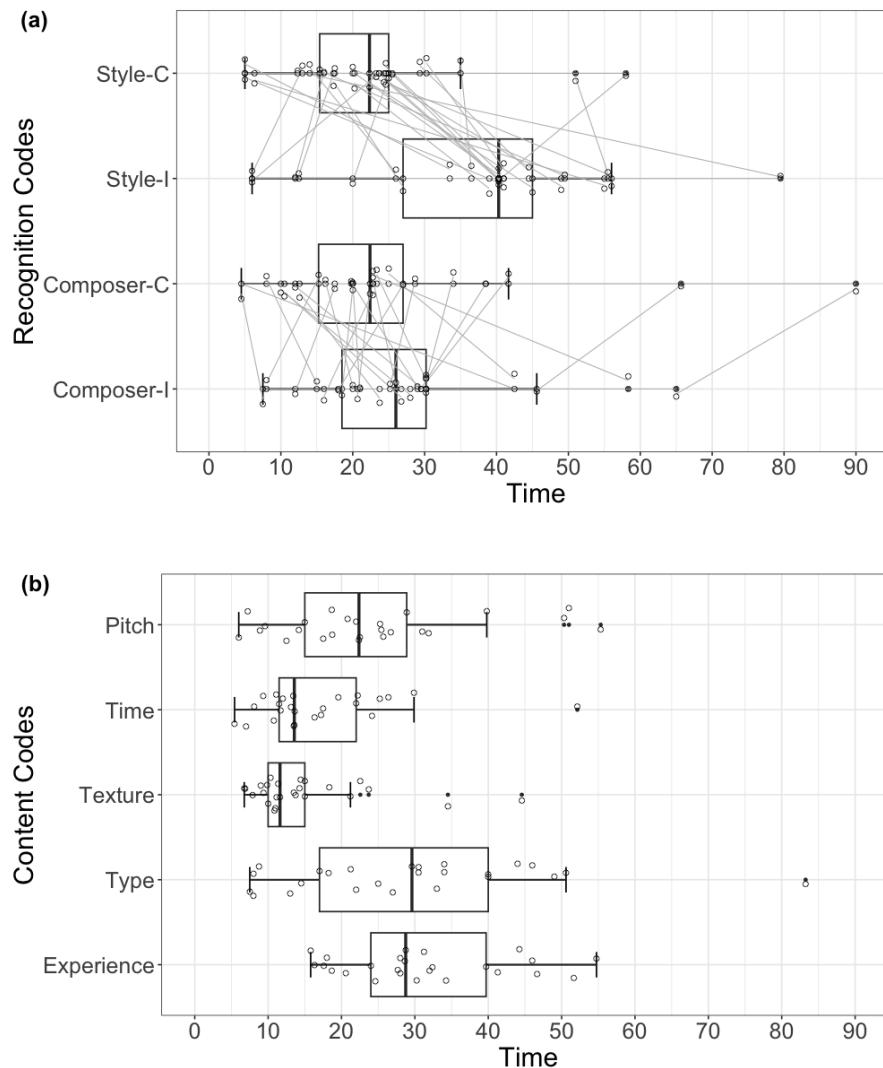 (a)
Recognition Codes
Style-C
Style-I
Composer-C
Composer-I
0 10 20 30 40 50 60 70 80 90
Time
(b)
Content Codes
Pitch
Time
Texture
Type
Experience
0 10 20 30 40 50 60 70 80 90
Time